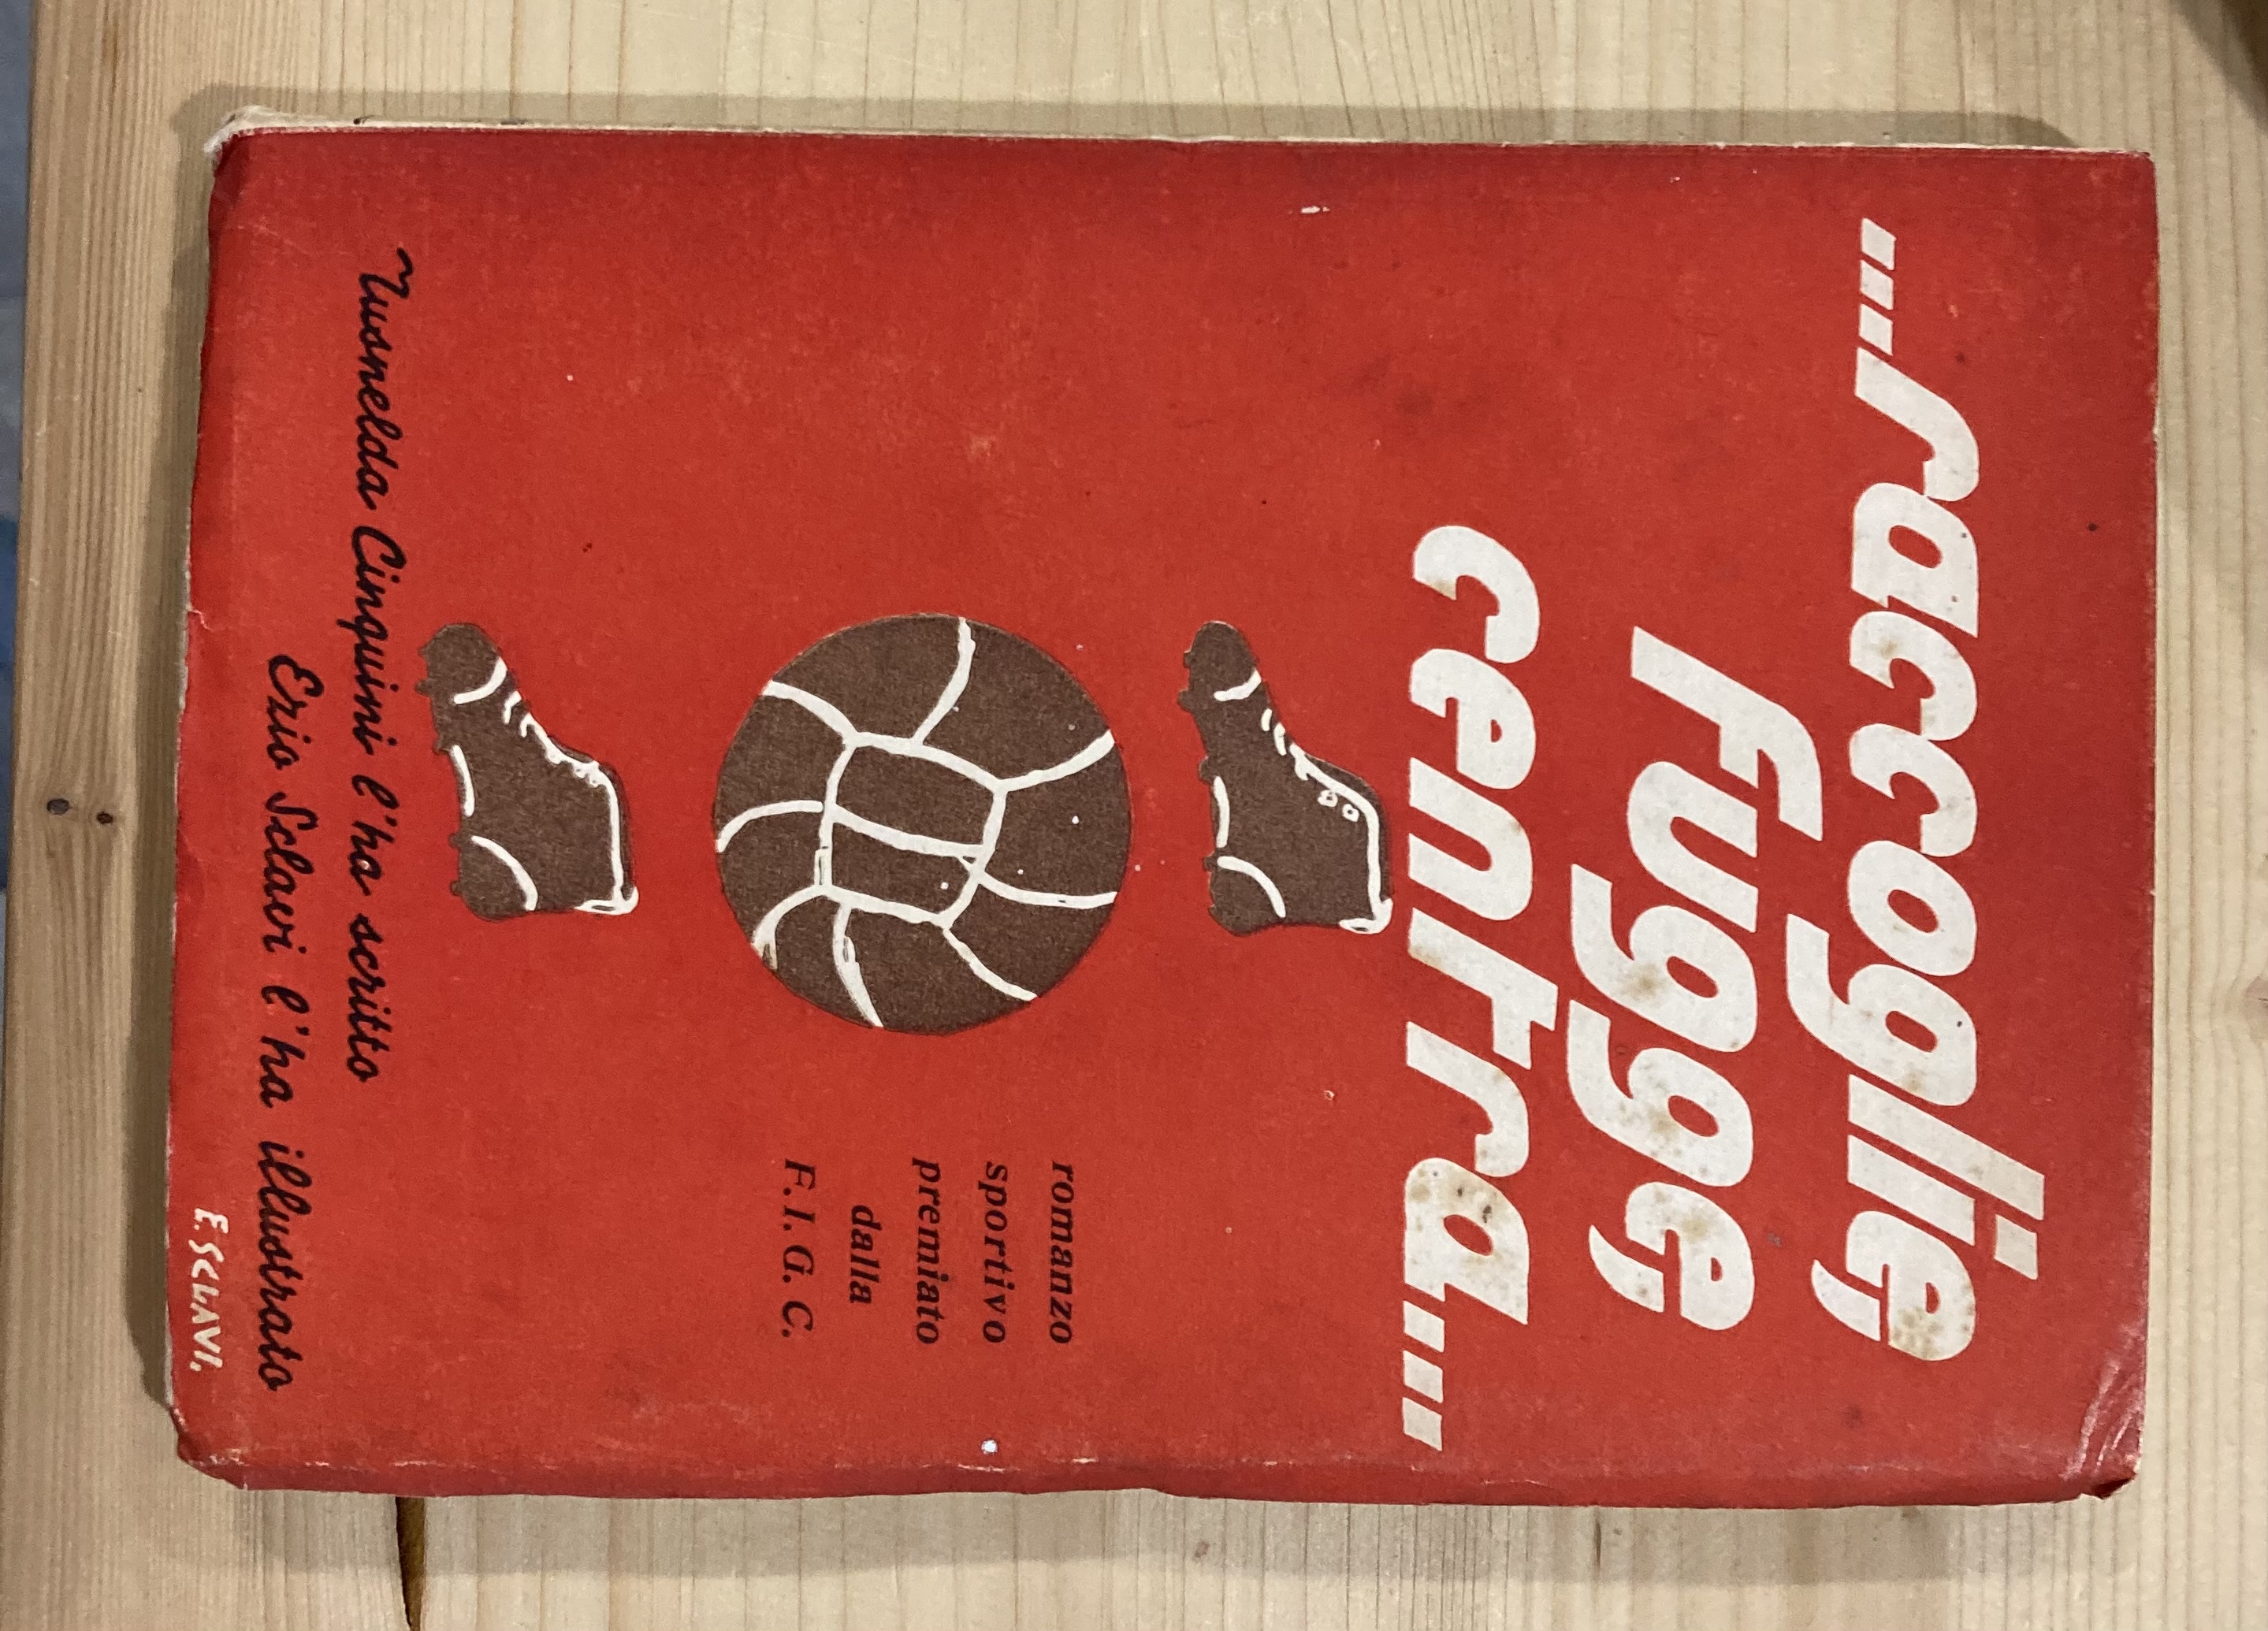 ...raccoglie,
fugge,
centra...
romanzo
sportivo
premiato
dalla
F. I. G. C.
Tusnelda Cinquini l'ha scritto
Ezio Sclavi l'ha illustrato
E. SCLAVI.